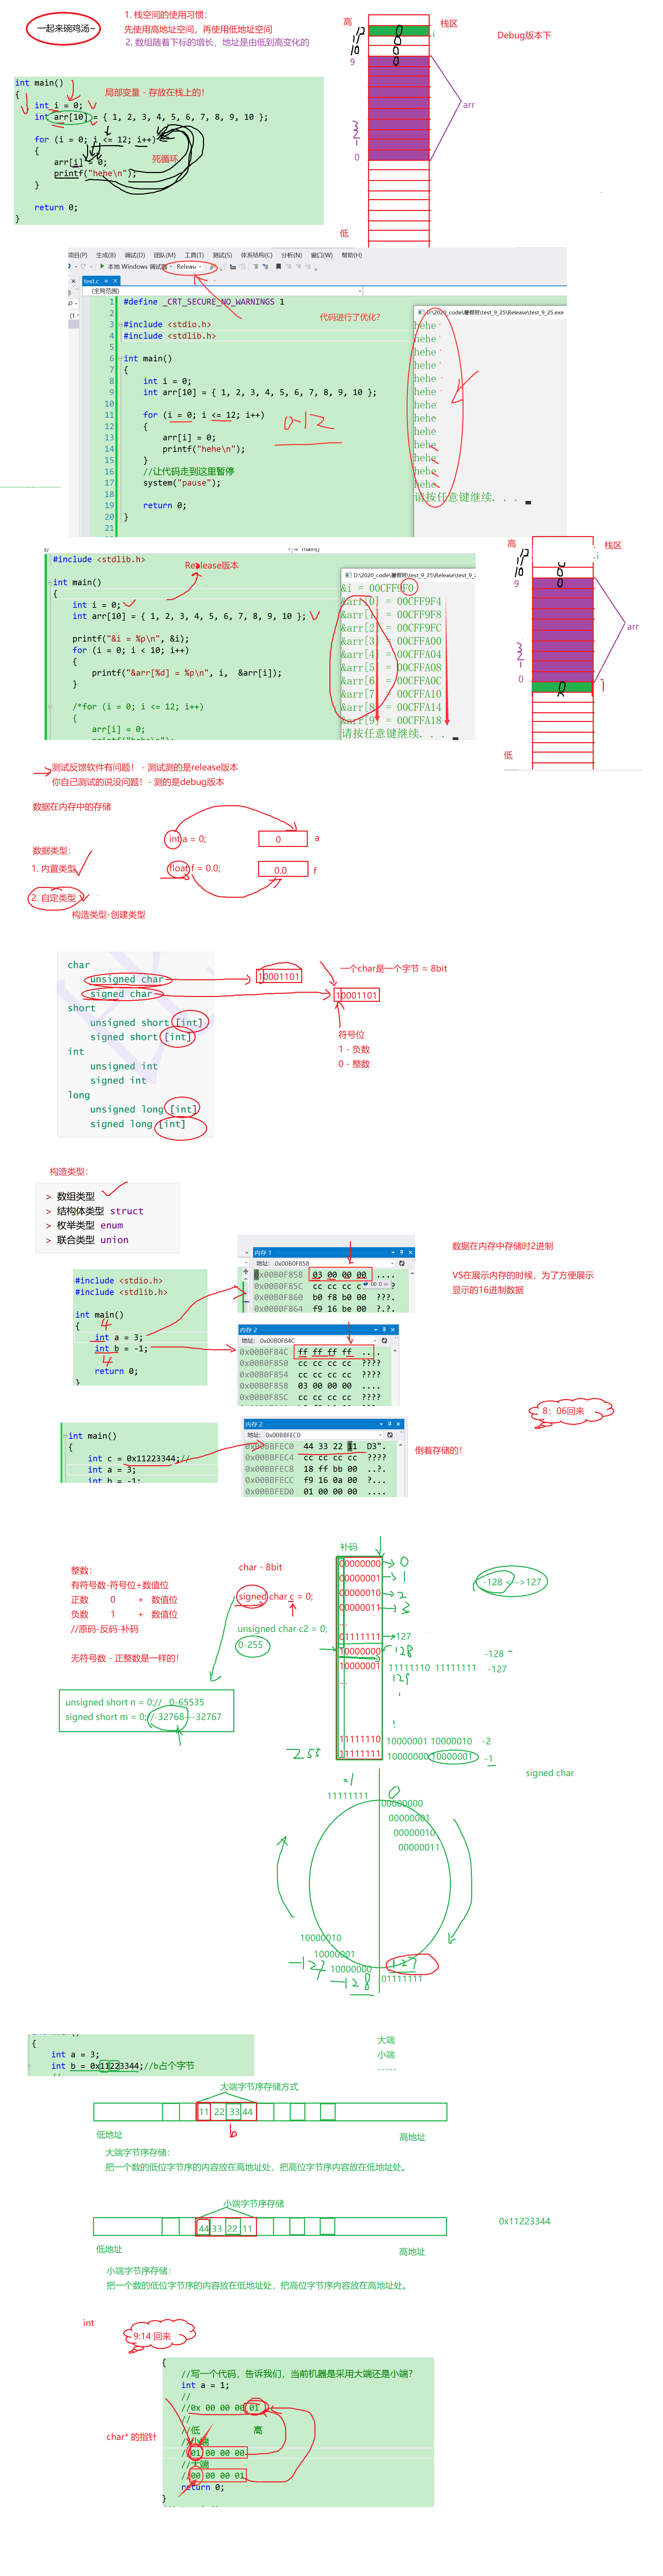 一起来碗鸡汤~
1. 栈空间的使用习惯：
先使用高地址空间，再使用低地址空间
2. 数组随着下标的增长，地址是由低到高变化的
高
栈区
i
Debug版本下
12
11
10
9
arr
3
2
1
0
低
int main()
{
int i = 0;
局部变量 - 存放在栈上的！
int arr[10] = { 1, 2, 3, 4, 5, 6, 7, 8, 9, 10 };
for (i = 0; i <= 12; i++)
{
arr[i] = 0;
死循环
printf("hehe\n");
}
return 0;
}
项目(P) 生成(B) 调试(D) 团队(M) 工具(T) 测试(S) 体系结构(C) 分析(N) 窗口(W) 帮助(H)
本地 Windows 调试器 Release
test.c
(全局范围)
1 #define _CRT_SECURE_NO_WARNINGS 1
2
3 #include <stdio.h>
4 #include <stdlib.h>
5
6 int main()
7 {
8 int i = 0;
9 int arr[10] = { 1, 2, 3, 4, 5, 6, 7, 8, 9, 10 };
10
11 for (i = 0; i <= 12; i++)
12 {
13 arr[i] = 0;
14 printf("hehe\n");
15 }
16 //让代码走到这里暂停
17 system("pause");
18
19 return 0;
20 }
21
代码进行了优化？
0-12
D:\2020_code\暑假班\test_9_25\Release\test_9_25.exe
hehe
hehe
hehe
hehe
hehe
hehe
hehe
hehe
hehe
hehe
hehe
hehe
hehe
请按任意键继续. . .
main()
#include <stdlib.h>
Realease版本
int main()
{
int i = 0;
int arr[10] = { 1, 2, 3, 4, 5, 6, 7, 8, 9, 10 };
printf("&i = %p\n", &i);
for (i = 0; i < 10; i++)
{
printf("&arr[%d] = %p\n", i, &arr[i]);
}
/*for (i = 0; i <= 12; i++)
{
arr[i] = 0;
D:\2020_code\暑假班\test_9_25\Release\test_9_2
&i = 00CFF9F0
&arr[0] = 00CFF9F4
&arr[1] = 00CFF9F8
&arr[2] = 00CFF9FC
&arr[3] = 00CFFA00
&arr[4] = 00CFFA04
&arr[5] = 00CFFA08
&arr[6] = 00CFFA0C
&arr[7] = 00CFFA10
&arr[8] = 00CFFA14
&arr[9] = 00CFFA18
请按任意键继续. . .
高
栈区
i
12
11
10
9
arr
3
2
1
0
低
测试反馈软件有问题！ - 测试测的是release版本
你自己测试的说没问题！- 测的是debug版本
数据在内存中的存储
int a = 0;
0
a
数据类型：
1. 内置类型
float f = 0.0;
0.0
f
2. 自定类型
构造类型-创建类型
char
unsigned char
signed char
short
unsigned short [int]
signed short [int]
int
unsigned int
signed int
long
unsigned long [int]
signed long [int]
10001101
一个char是一个字节 = 8bit
10001101
符号位
1 - 负数
0 - 整数
构造类型：
> 数组类型
> 结构体类型 struct
> 枚举类型 enum
> 联合类型 union
数据在内存中存储时2进制
VS在展示内存的时候，为了方便展示
显示的16进制数据
#include <stdio.h>
#include <stdlib.h>
int main()
{
4
int a = 3;
int b = -1;
4
return 0;
}
内存 1
地址: 0x00B0F858
0x00B0F858 03 00 00 00 ....
0x00B0F85C cc cc cc c
0x00B0F860 b0 f8 b0 00 ???.
0x00B0F864 f9 16 be 00 ?.?.
内存 2
地址: 0x00B0F84C
0x00B0F84C ff ff ff ff ....
0x00B0F850 cc cc cc cc ????
0x00B0F854 cc cc cc cc ????
0x00B0F858 03 00 00 00 ....
0x00B0F85C cc cc cc cc ????
8：06回来
int main()
{
int c = 0x11223344;//
int a = 3;
int b = -1;
内存 2
地址: 0x00BBFEC0
0x00BBFEC0 44 33 22 11 D3".
0x00BBFEC4 cc cc cc cc ????
0x00BBFEC8 18 ff bb 00 ..?.
0x00BBFECC f9 16 0a 00 ?...
0x00BBFED0 01 00 00 00 ....
倒着存储的！
整数：
有符号数-符号位+数值位
正数 0 + 数值位
负数 1 + 数值位
//原码-反码-补码
无符号数 - 正整数是一样的！
char - 8bit
signed char c = 0;
unsigned char c2 = 0;
0-255
unsigned short n = 0;// 0-65535
signed short m = 0;//-32768---32767
补码
00000000 0
00000001 1
00000010 2
00000011 3
...
01111111 127
10000000 128 -128
10000001 11111110 11111111 -127
129
...
11111110 10000001 10000010 -2
255 11111111 10000000 10000001 -1
-128 <--->127
signed char
-1
0
11111111
00000000
00000001
00000010
00000011
10000010
10000001
-127
10000000
-128
127
01111111
{
int a = 3;
int b = 0x11223344;//b占个字节
大端
小端
-----
大端字节序存储方式
11 22 33 44
b
低地址
高地址
大端字节序存储：
把一个数的低位字节序的内容放在高地址处，把高位字节序内容放在低地址处。
小端字节序存储
44 33 22 11
低地址
高地址
0x11223344
小端字节序存储：
把一个数的低位字节序的内容放在低地址处，把高位字节序内容放在高地址处。
int
9:14 回来
{
//写一个代码，告诉我们，当前机器是采用大端还是小端？
int a = 1;
//
//0x 00 00 00 01
//
//低 高
//小端
//01 00 00 00
//大端
//00 00 00 01
return 0;
}
char* 的指针